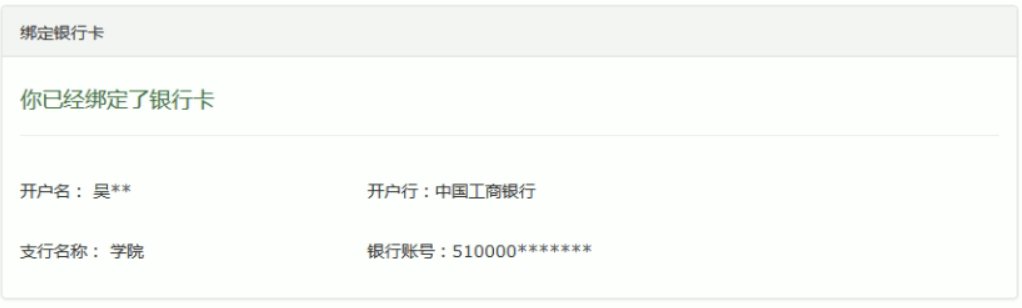 绑定银行卡
你已经绑定了银行卡
开户名： 吴** 开户行：中国工商银行
支行名称： 学院 银行账号：510000*******